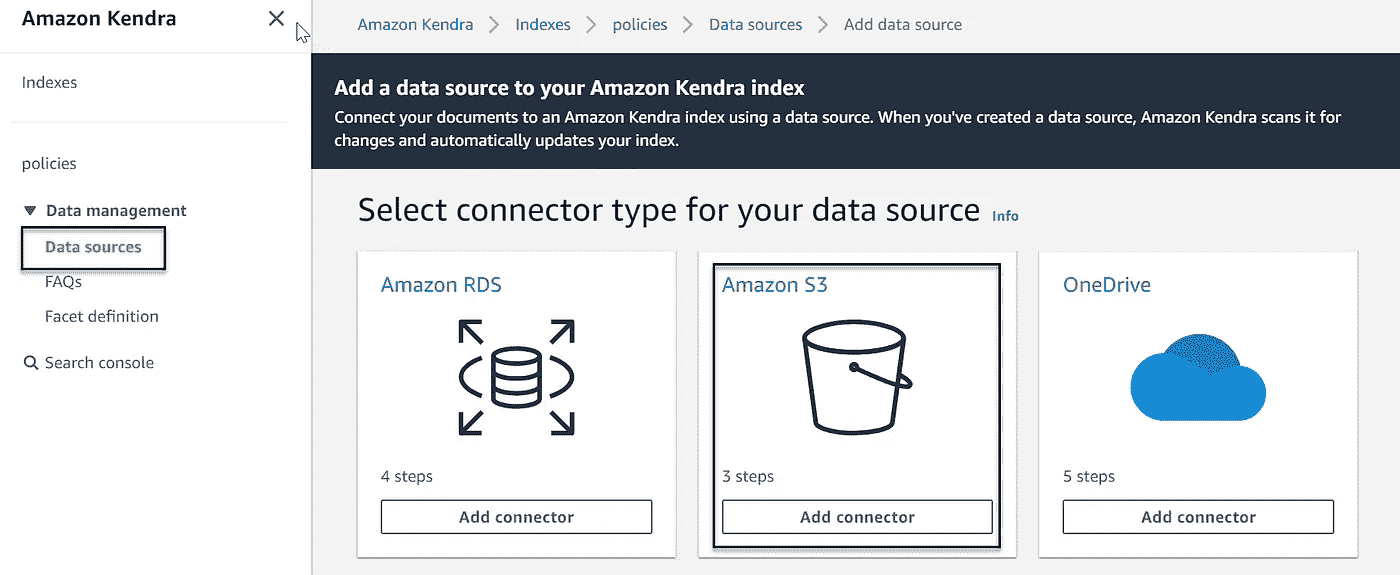 Amazon Kendra
Indexes
policies
Data management
Data sources
FAQs
Facet definition
Search console
Amazon Kendra > Indexes > policies > Data sources > Add data source
Add a data source to your Amazon Kendra index
Connect your documents to an Amazon Kendra index using a data source. When you've created a data source, Amazon Kendra scans it for
changes and automatically updates your index.
Select connector type for your data source Info
Amazon RDS
4 steps
Add connector
Amazon S3
3 steps
Add connector
OneDrive
5 steps
Add connector